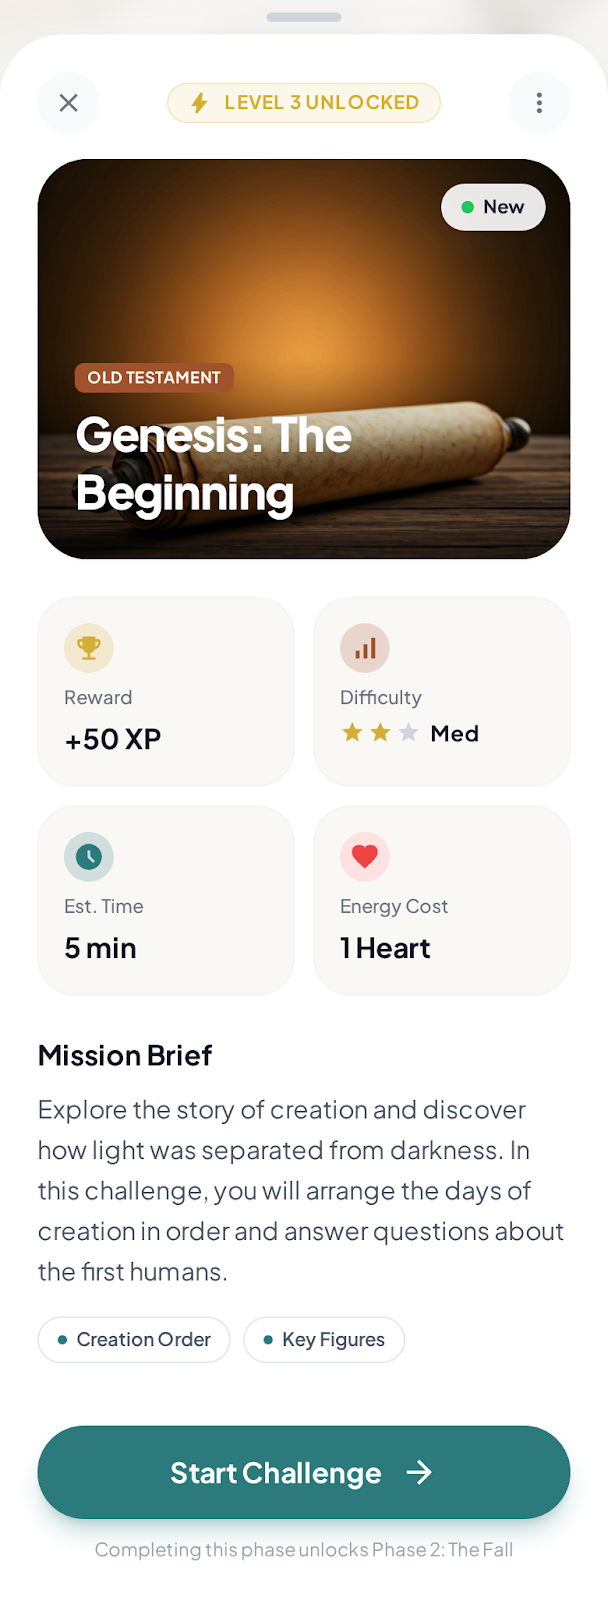 LEVEL 3 UNLOCKED
New
OLD TESTAMENT
Genesis: The
Beginning
Reward
+50 XP
Difficulty
Med
Est. Time
5 min
Energy Cost
1 Heart
Mission Brief
Explore the story of creation and discover
how light was separated from darkness. In
this challenge, you will arrange the days of
creation in order and answer questions about
the first humans.
Creation Order
Key Figures
Start Challenge
Completing this phase unlocks Phase 2: The Fall